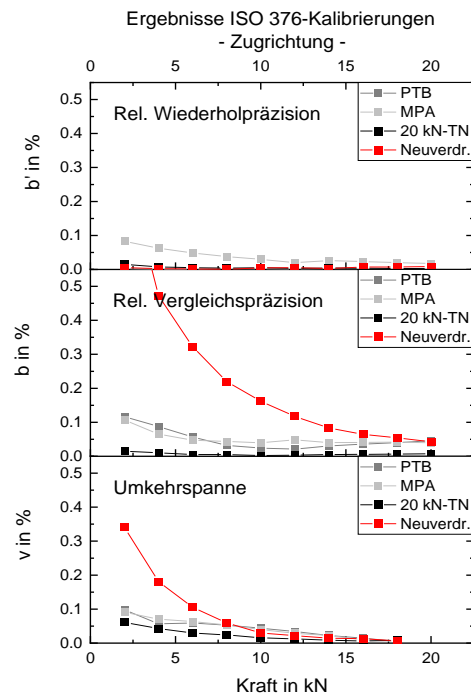 Ergebnisse ISO 376-Kalibrierungen
- Zugrichtung -
0 5 10 15 20
0.5
0.4
0.3
0.2
0.1
0.0
b' in %
Rel. Wiederholpräzision
PTB
MPA
20 kN-TN
Neuverdr.
0.5
0.4
0.3
0.2
0.1
0.0
b in %
Rel. Vergleichspräzision
PTB
MPA
20 kN-TN
Neuverdr.
0.5
0.4
0.3
0.2
0.1
0.0
v in %
Umkehrspanne
PTB
MPA
20 kN-TN
Neuverdr.
0 5 10 15 20
Kraft in kN